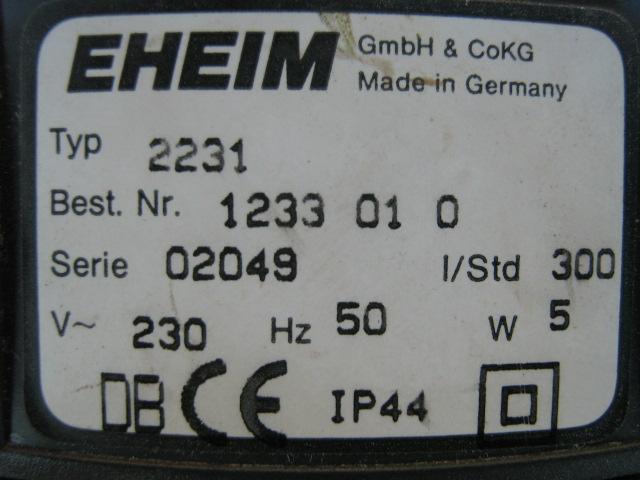 EHEIM GmbH & CoKG
Made in Germany
Typ 2231
Best. Nr. 1233 01 0
Serie 02049 l/Std 300
V~ 230 Hz 50 W 5
DB CE IP44